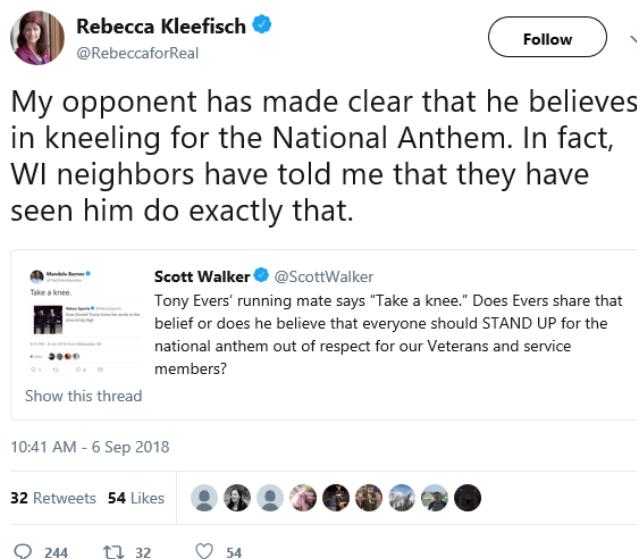 Rebecca Kleefisch
@RebeccaforReal
Follow
My opponent has made clear that he believes
in kneeling for the National Anthem. In fact,
WI neighbors have told me that they have
seen him do exactly that.
Mandela Barnes
Take a knee.
Scott Walker @ScottWalker
Tony Evers' running mate says "Take a knee." Does Evers share that
belief or does he believe that everyone should STAND UP for the
national anthem out of respect for our Veterans and service
members?
Show this thread
10:41 AM - 6 Sep 2018
32 Retweets 54 Likes
244 32 54